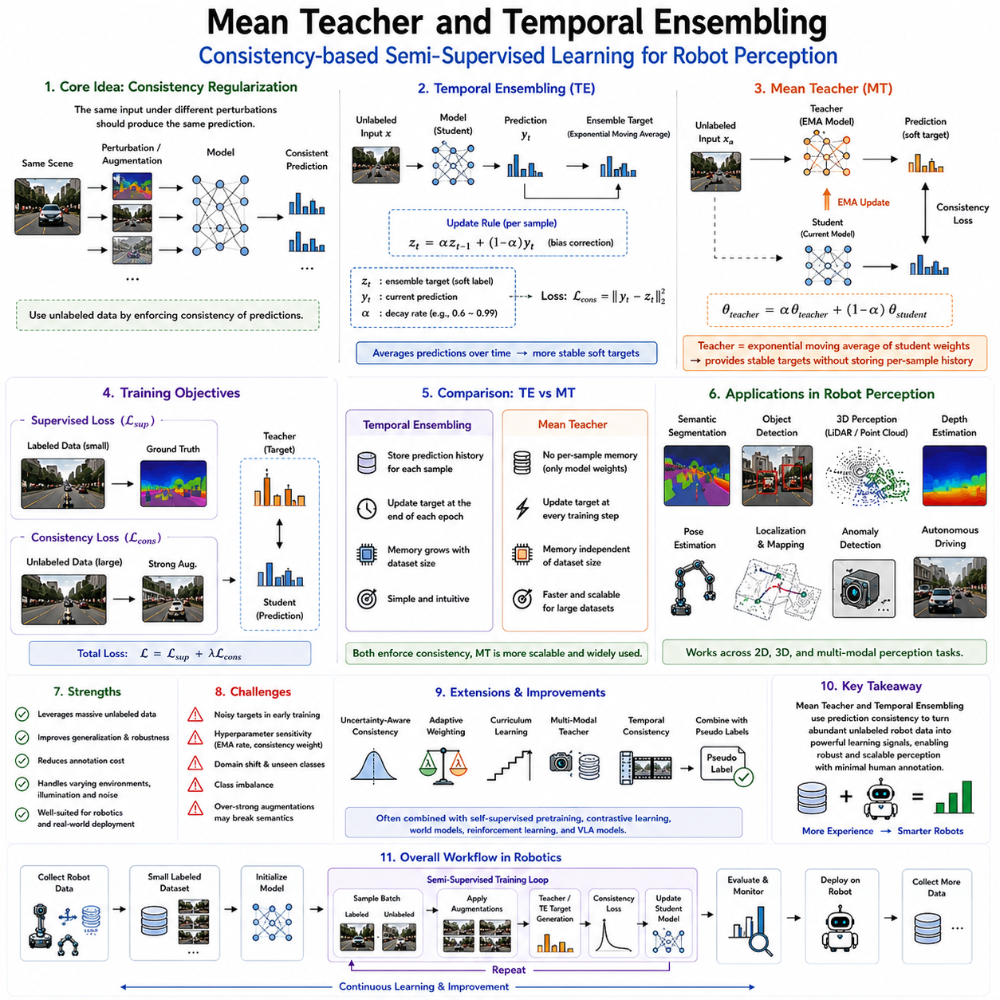 Mean Teacher and Temporal Ensembling
Consistency-based Semi-Supervised Learning for Robot Perception
1. Core Idea: Consistency Regularization
The same input under different perturbations
should produce the same prediction.
Same Scene
Perturbation /
Augmentation
Model
Consistent
Prediction
...
...
Use unlabeled data by enforcing consistency of predictions.
2. Temporal Ensembling (TE)
Unlabeled
Input x
Model
(Student)
Prediction
y_t
Ensemble Target
(Exponential Moving Average)
Update Rule (per sample)
z_t = αz_{t−1} + (1−α)y_t (bias correction)
z_t : ensemble target (soft label)
y_t : current prediction
α : decay rate (e.g., 0.6 ~ 0.99)
Loss: ℒ_cons = ‖y_t − z_t‖₂²
Averages predictions over time → more stable soft targets
3. Mean Teacher (MT)
Unlabeled
Input x_a
Teacher
(EMA Model)
Prediction
(soft target)
EMA Update
Consistency
Loss
Student
(Current Model)
θ_teacher = αθ_teacher + (1−α) θ_student
Teacher = exponential moving average of student weights
→ provides stable targets without storing per-sample history
4. Training Objectives
Supervised Loss (ℒ_sup)
Labeled Data (small)
Ground Truth
Consistency Loss (ℒ_cons)
Unlabeled Data (large)
Strong Aug.
Teacher
(Target)
Student
(Prediction)
Total Loss: ℒ = ℒ_sup + λℒ_cons
5. Comparison: TE vs MT
Temporal Ensembling
Store prediction history
for each sample
Update target at the
end of each epoch
Memory grows with
dataset size
Simple and intuitive
Mean Teacher
No per-sample memory
(only model weights)
Update target at
every training step
Memory independent
of dataset size
Faster and scalable
for large datasets
Both enforce consistency, MT is more scalable and widely used.
6. Applications in Robot Perception
Semantic
Segmentation
Object
Detection
3D Perception
(LiDAR / Point Cloud)
Depth
Estimation
Pose
Estimation
Localization
& Mapping
Anomaly
Detection
Autonomous
Driving
Works across 2D, 3D, and multi-modal perception tasks.
7. Strengths
Leverages massive unlabeled data
Improves generalization & robustness
Reduces annotation cost
Handles varying environments,
illumination and noise
Well-suited for robotics
and real-world deployment
8. Challenges
Noisy targets in early training
Hyperparameter sensitivity
(EMA rate, consistency weight)
Domain shift & unseen classes
Class imbalance
Over-strong augmentations
may break semantics
9. Extensions & Improvements
Uncertainty-Aware
Consistency
Adaptive
Weighting
λ λ
Curriculum
Learning
Multi-Modal
Teacher
Temporal
Consistency
Combine with
Pseudo Labels
Pseudo
Label
Often combined with self-supervised pretraining, contrastive learning,
world models, reinforcement learning, and VLA models.
10. Key Takeaway
Mean Teacher and Temporal Ensembling
use prediction consistency to turn
abundant unlabeled robot data into
powerful learning signals, enabling
robust and scalable perception
with minimal human annotation.
+ =
More Experience → Smarter Robots
11. Overall Workflow in Robotics
Collect Robot
Data
Small Labeled
Dataset
...
Initialize
Model
Semi-Supervised Training Loop
Sample Batch
Labeled Unlabeled
Apply
Augmentations
Teacher /
TE Target
Generation
Consistency
Loss
Update
Student
Model
Repeat
Evaluate &
Monitor
Deploy on
Robot
Collect More
Data
...
Continuous Learning & Improvement